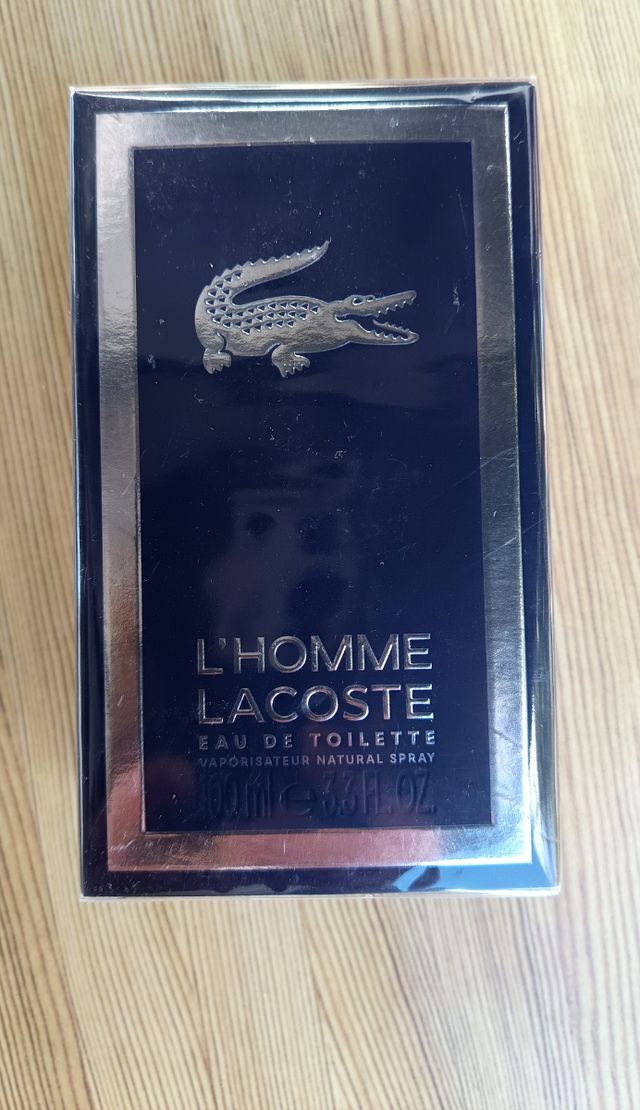 L'HOMME
LACOSTE
EAU DE TOILETTE
VAPORISATEUR NATURAL SPRAY
100 ml ℮ 3.3 FL. OZ.